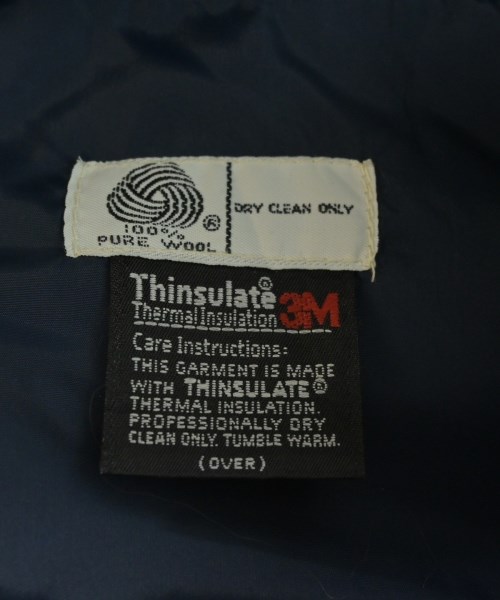 100%
PURE WOOL ®
DRY CLEAN ONLY
Thinsulate®
Thermal Insulation 3M
Care Instructions:
THIS GARMENT IS MADE
WITH THINSULATE®
THERMAL INSULATION.
PROFESSIONALLY DRY
CLEAN ONLY. TUMBLE WARM.
(OVER)